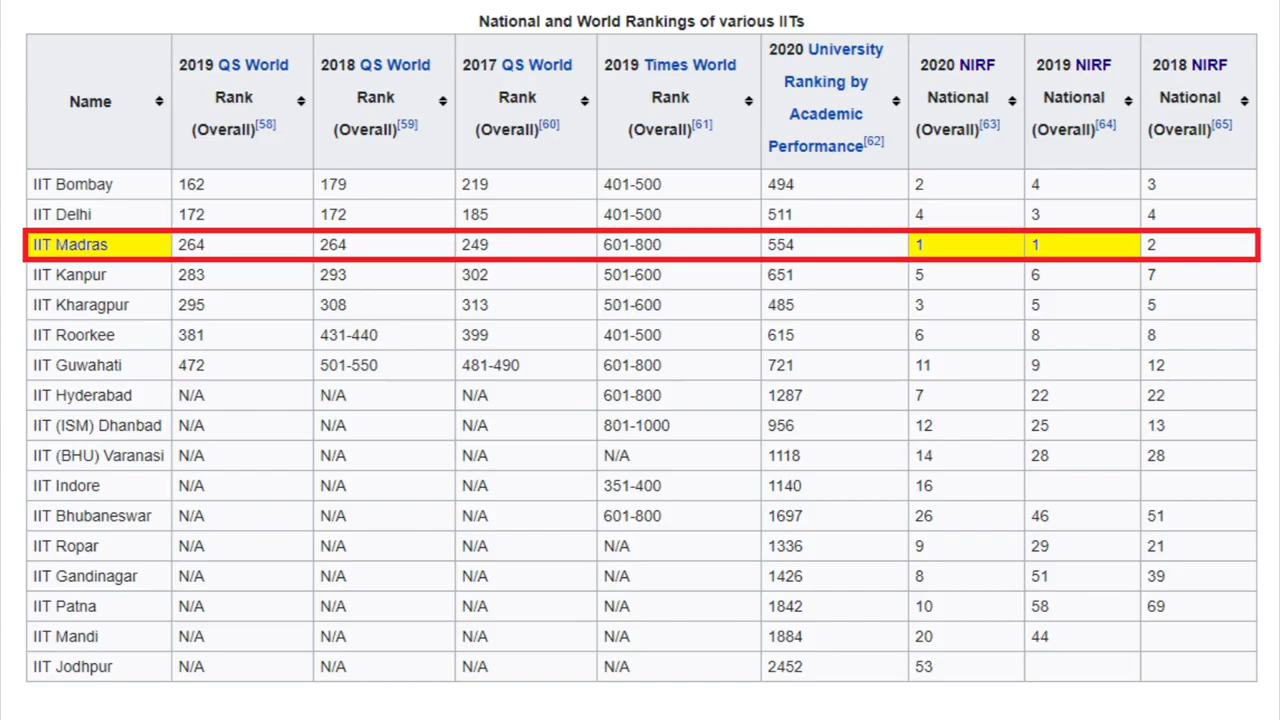 National and World Rankings of various IITs
Name 2019 QS World Rank (Overall)[58] 2018 QS World Rank (Overall)[59] 2017 QS World Rank (Overall)[60] 2019 Times World Rank (Overall)[61] 2020 University Ranking by Academic Performance[62] 2020 NIRF National (Overall)[63] 2019 NIRF National (Overall)[64] 2018 NIRF National (Overall)[65]
IIT Bombay 162 179 219 401-500 494 2 4 3
IIT Delhi 172 172 185 401-500 511 4 3 4
IIT Madras 264 264 249 601-800 554 1 1 2
IIT Kanpur 283 293 302 501-600 651 5 6 7
IIT Kharagpur 295 308 313 501-600 485 3 5 5
IIT Roorkee 381 431-440 399 401-500 615 6 8 8
IIT Guwahati 472 501-550 481-490 601-800 721 11 9 12
IIT Hyderabad N/A N/A N/A 601-800 1287 7 22 22
IIT (ISM) Dhanbad N/A N/A N/A 801-1000 956 12 25 13
IIT (BHU) Varanasi N/A N/A N/A N/A 1118 14 28 28
IIT Indore N/A N/A N/A 351-400 1140 16
IIT Bhubaneswar N/A N/A N/A 601-800 1697 26 46 51
IIT Ropar N/A N/A N/A N/A 1336 9 29 21
IIT Gandinagar N/A N/A N/A N/A 1426 8 51 39
IIT Patna N/A N/A N/A N/A 1842 10 58 69
IIT Mandi N/A N/A N/A N/A 1884 20 44
IIT Jodhpur N/A N/A N/A N/A 2452 53